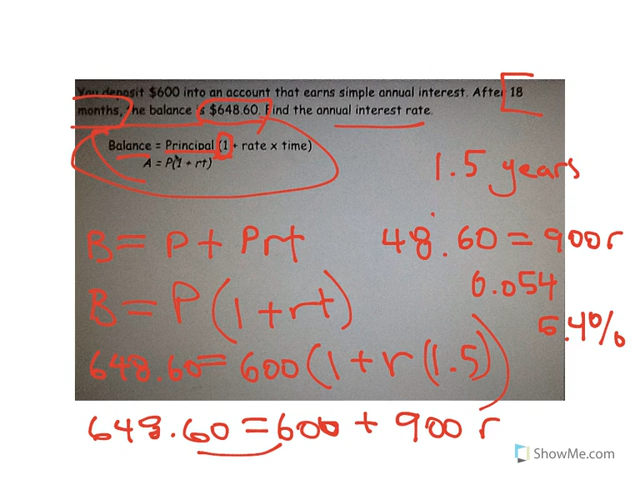 You deposit $600 into an account that earns simple annual interest. After 18
months, the balance is $648.60. Find the annual interest rate.
Balance = Principal (1 + rate x time)
A = P(1 + rt)
1.5 years
B = P + Prt
48.60 = 900r
B = P(1 + rt)
0.054
5.4%
648.60 = 600(1 + r(1.5))
648.60 = 600 + 900 r
ShowMe.com